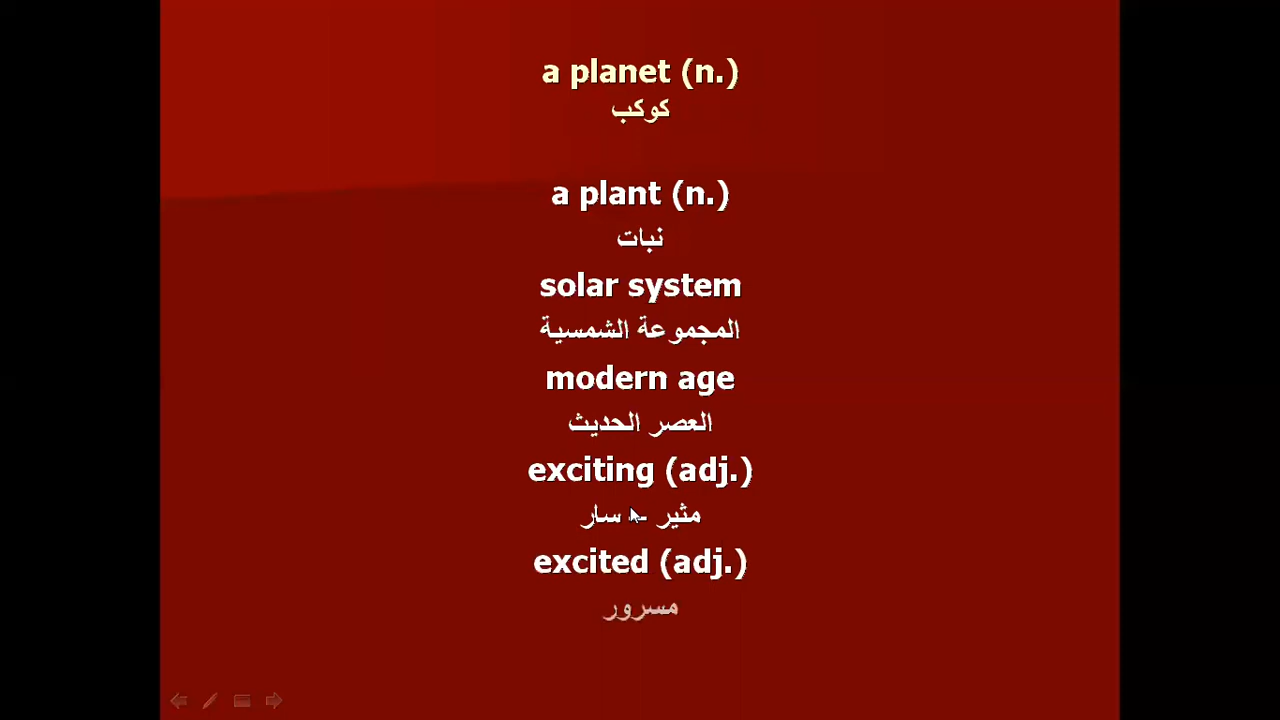 a planet (n.)
كوكب
a plant (n.)
نبات
solar system
المجموعة الشمسية
modern age
العصر الحديث
exciting (adj.)
مثير - سار
excited (adj.)
مسرور